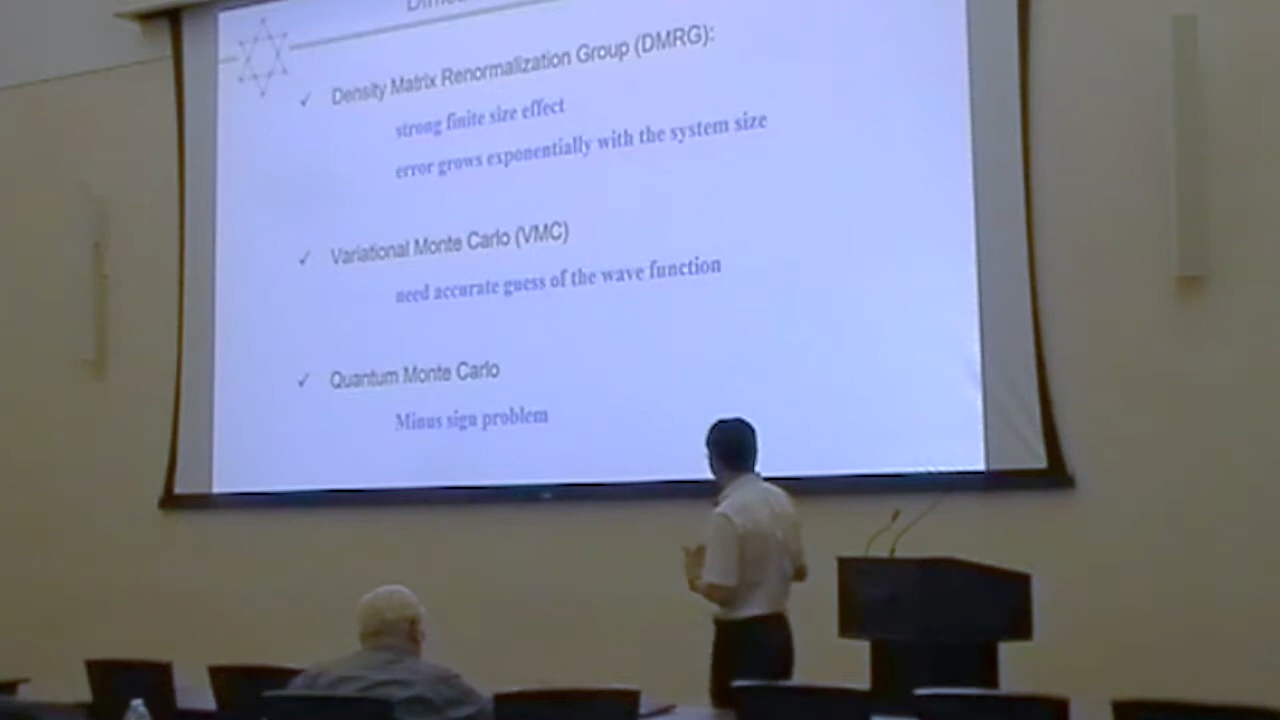 Density Matrix Renormalization Group (DMRG):
strong finite size effect
error grows exponentially with the system size
Variational Monte Carlo (VMC)
need accurate guess of the wave function
Quantum Monte Carlo
Minus sign problem